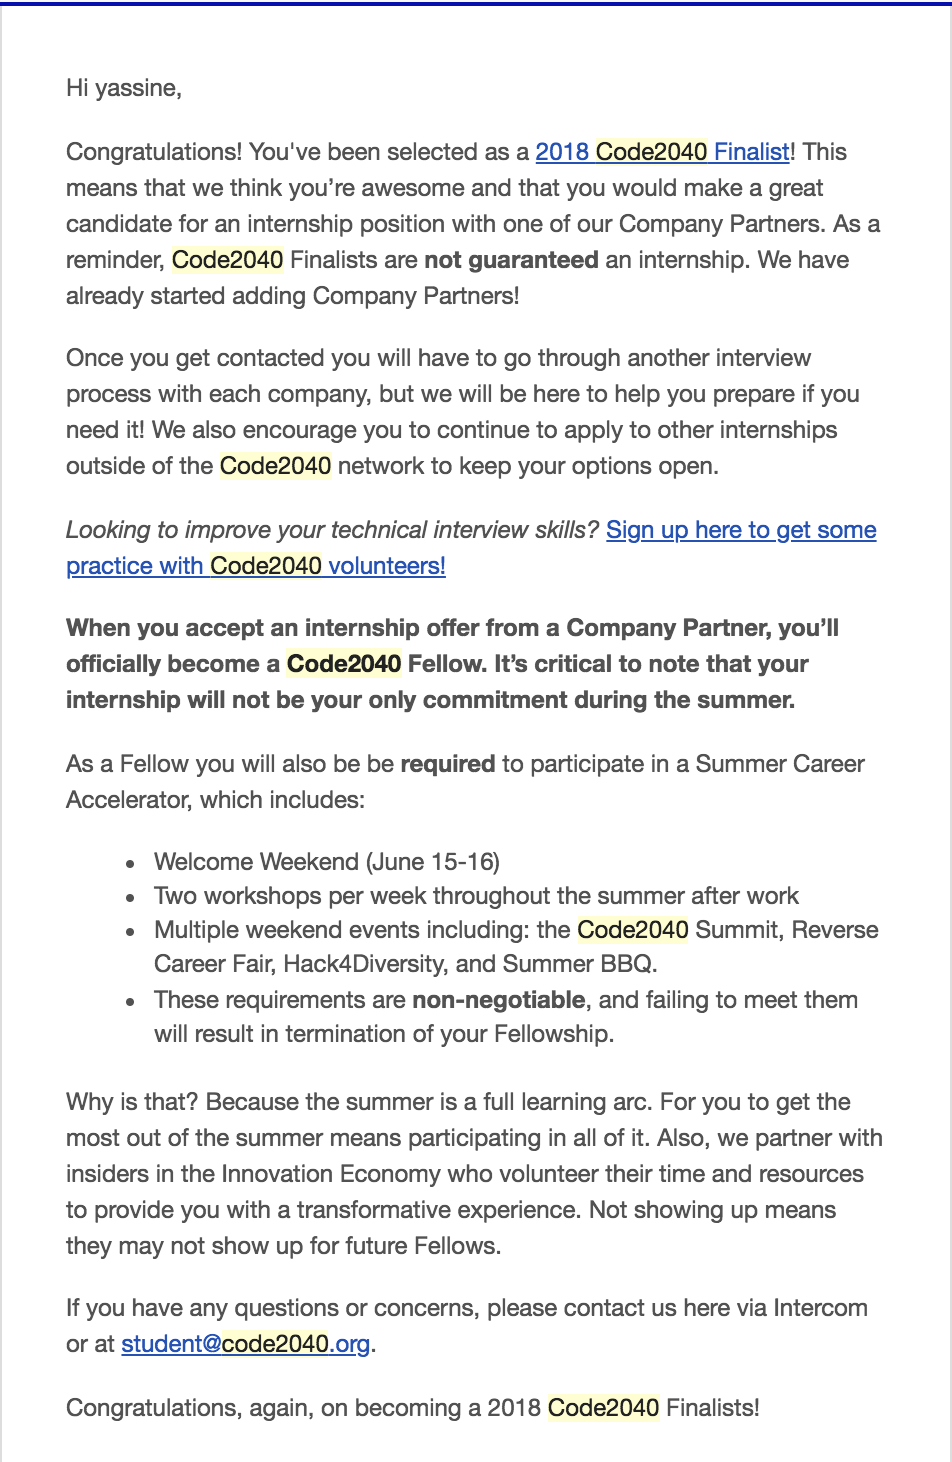 Hi yassine,
Congratulations! You've been selected as a 2018 Code2040 Finalist! This
means that we think you’re awesome and that you would make a great
candidate for an internship position with one of our Company Partners. As a
reminder, Code2040 Finalists are not guaranteed an internship. We have
already started adding Company Partners!
Once you get contacted you will have to go through another interview
process with each company, but we will be here to help you prepare if you
need it! We also encourage you to continue to apply to other internships
outside of the Code2040 network to keep your options open.
Looking to improve your technical interview skills? Sign up here to get some
practice with Code2040 volunteers!
When you accept an internship offer from a Company Partner, you’ll
officially become a Code2040 Fellow. It’s critical to note that your
internship will not be your only commitment during the summer.
As a Fellow you will also be be required to participate in a Summer Career
Accelerator, which includes:
• Welcome Weekend (June 15-16)
• Two workshops per week throughout the summer after work
• Multiple weekend events including: the Code2040 Summit, Reverse
Career Fair, Hack4Diversity, and Summer BBQ.
• These requirements are non-negotiable, and failing to meet them
will result in termination of your Fellowship.
Why is that? Because the summer is a full learning arc. For you to get the
most out of the summer means participating in all of it. Also, we partner with
insiders in the Innovation Economy who volunteer their time and resources
to provide you with a transformative experience. Not showing up means
they may not show up for future Fellows.
If you have any questions or concerns, please contact us here via Intercom
or at student@code2040.org.
Congratulations, again, on becoming a 2018 Code2040 Finalists!